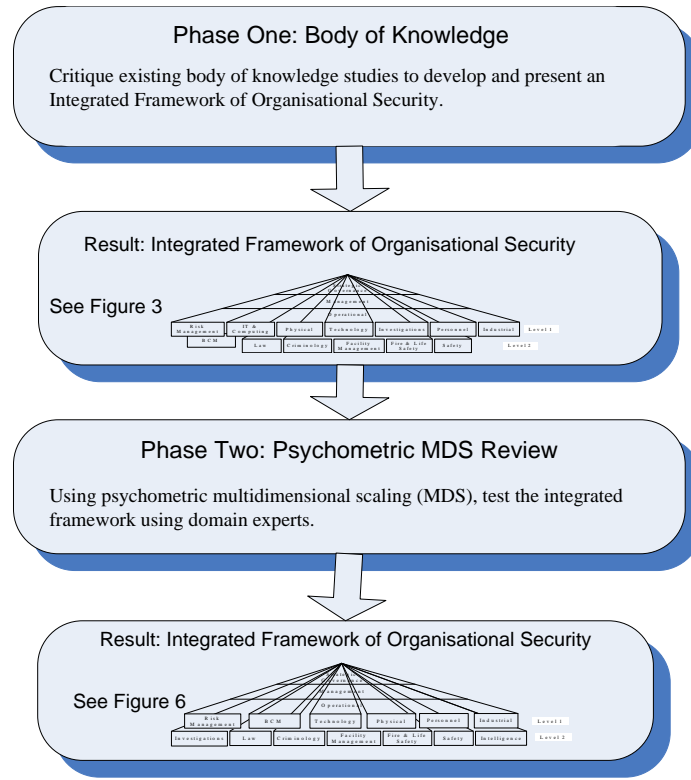 Phase One: Body of Knowledge
Critique existing body of knowledge studies to develop and present an
Integrated Framework of Organisational Security.
Result: Integrated Framework of Organisational Security
See Figure 3
Governance
Management
Operational
Risk
Management
IT &
Computing
Physical
Technology
Investigations
Personnel
Industrial
Level 1
BCM
Law
Criminology
Facility
Management
Fire & Life
Safety
Safety
Level 2
Phase Two: Psychometric MDS Review
Using psychometric multidimensional scaling (MDS), test the integrated
framework using domain experts.
Result: Integrated Framework of Organisational Security
See Figure 6
Governance
Management
Operational
Risk
Management
BCM
Technology
Physical
Personnel
Industrial
Level 1
Investigations
Law
Criminology
Facility
Management
Fire & Life
Safety
Safety
Intelligence
Level 2